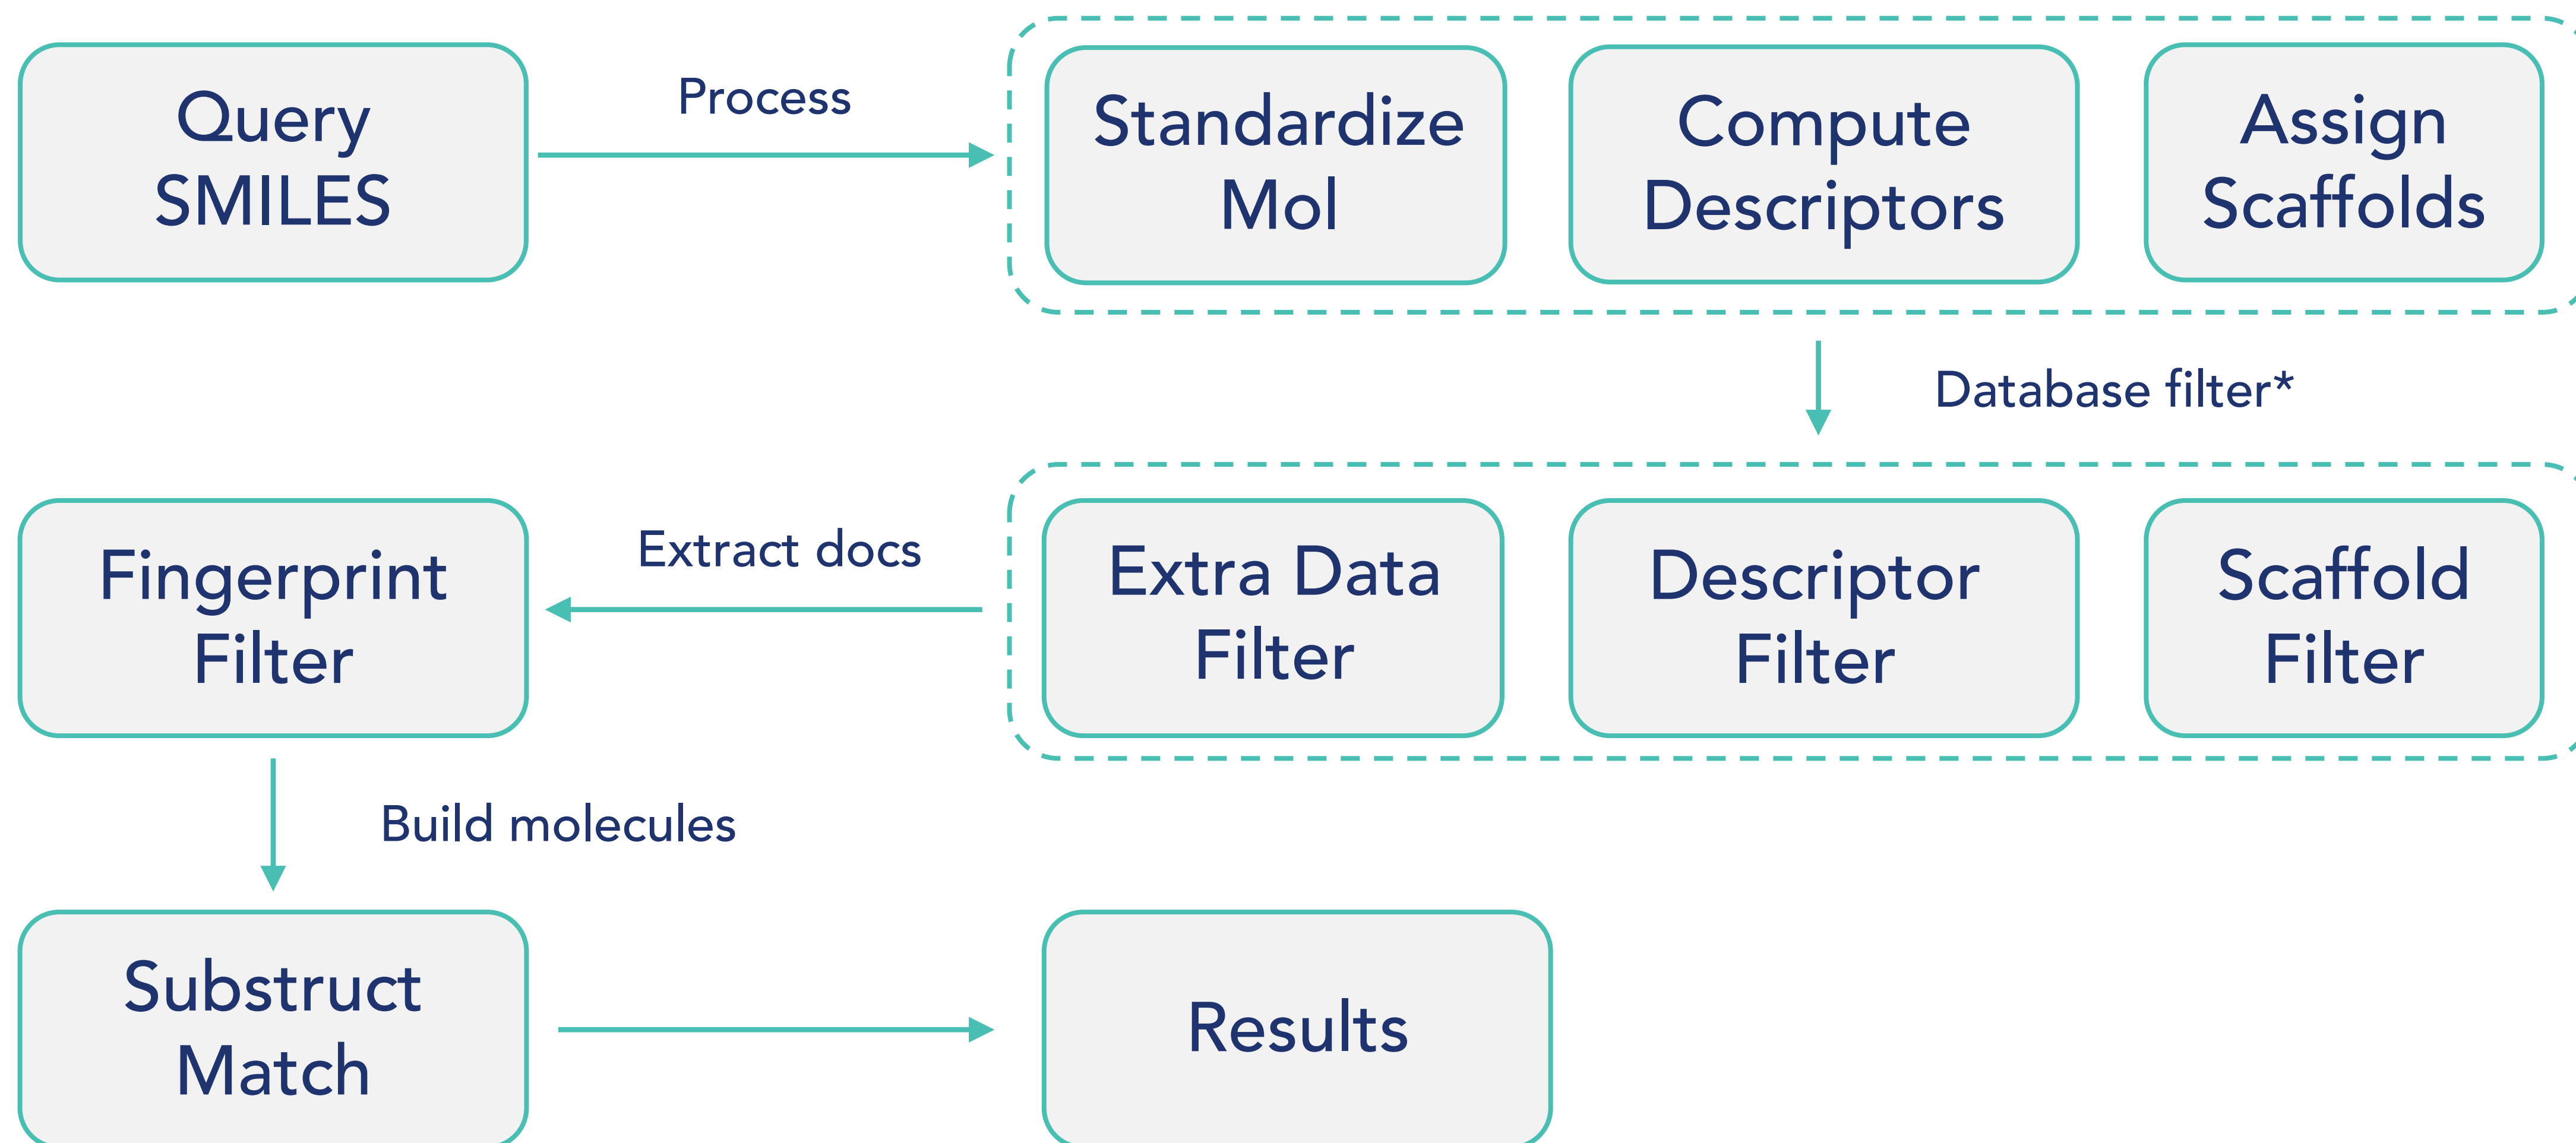 Query
SMILES
Process
Standardize
Mol
Compute
Descriptors
Assign
Scaffolds
Database filter*
Fingerprint
Filter
Extract docs
Extra Data
Filter
Descriptor
Filter
Scaffold
Filter
Build molecules
Substruct
Match
Results